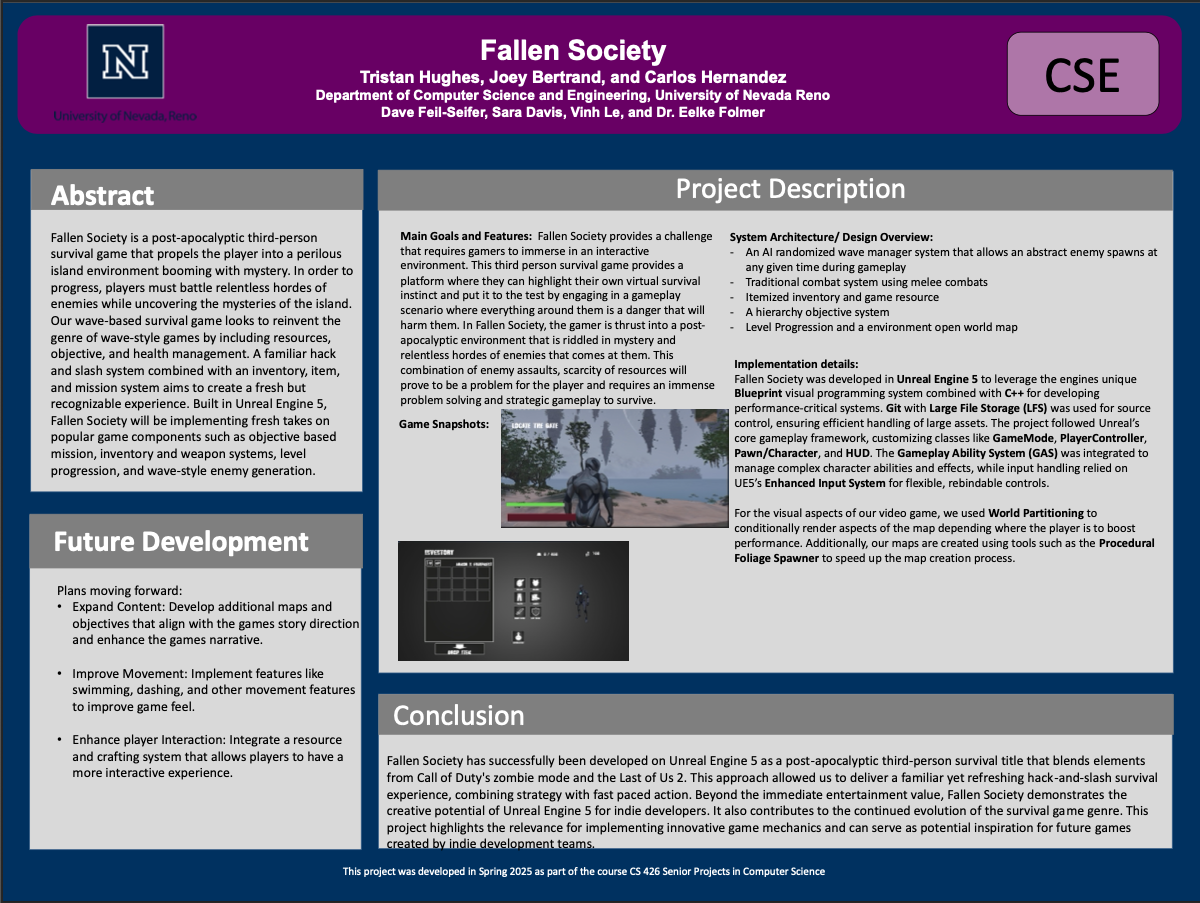 N
University of Nevada, Reno
Fallen Society
Tristan Hughes, Joey Bertrand, and Carlos Hernandez
Department of Computer Science and Engineering, University of Nevada Reno
Dave Feil-Seifer, Sara Davis, Vinh Le, and Dr. Eelke Folmer
CSE
Abstract
Fallen Society is a post-apocalyptic third-person
survival game that propels the player into a perilous
island environment booming with mystery. In order to
progress, players must battle relentless hordes of
enemies while uncovering the mysteries of the island.
Our wave-based survival game looks to reinvent the
genre of wave-style games by including resources,
objective, and health management. A familiar hack
and slash system combined with an inventory, item,
and mission system aims to create a fresh but
recognizable experience. Built in Unreal Engine 5,
Fallen Society will be implementing fresh takes on
popular game components such as objective based
mission, inventory and weapon systems, level
progression, and wave-style enemy generation.
Future Development
Plans moving forward:
• Expand Content: Develop additional maps and
objectives that align with the games story direction
and enhance the games narrative.
• Improve Movement: Implement features like
swimming, dashing, and other movement features
to improve game feel.
• Enhance player Interaction: Integrate a resource
and crafting system that allows players to have a
more interactive experience.
Project Description
Main Goals and Features: Fallen Society provides a challenge
that requires gamers to immerse in an interactive
environment. This third person survival game provides a
platform where they can highlight their own virtual survival
instinct and put it to the test by engaging in a gameplay
scenario where everything around them is a danger that will
harm them. In Fallen Society, the gamer is thrust into a post-
apocalyptic environment that is riddled in mystery and
relentless hordes of enemies that comes at them. This
combination of enemy assaults, scarcity of resources will
prove to be a problem for the player and requires an immense
problem solving and strategic gameplay to survive.
Game Snapshots:
LOCATE THE GATE
INVENTORY
DROP ITEM
System Architecture/ Design Overview:
- An AI randomized wave manager system that allows an abstract enemy spawns at
any given time during gameplay
- Traditional combat system using melee combats
- Itemized inventory and game resource
- A hierarchy objective system
- Level Progression and a environment open world map
Implementation details:
Fallen Society was developed in Unreal Engine 5 to leverage the engines unique
Blueprint visual programming system combined with C++ for developing
performance-critical systems. Git with Large File Storage (LFS) was used for source
control, ensuring efficient handling of large assets. The project followed Unreal's
core gameplay framework, customizing classes like GameMode, PlayerController,
Pawn/Character, and HUD. The Gameplay Ability System (GAS) was integrated to
manage complex character abilities and effects, while input handling relied on
UE5's Enhanced Input System for flexible, rebindable controls.
For the visual aspects of our video game, we used World Partitioning to
conditionally render aspects of the map depending where the player is to boost
performance. Additionally, our maps are created using tools such as the Procedural
Foliage Spawner to speed up the map creation process.
Conclusion
Fallen Society has successfully been developed on Unreal Engine 5 as a post-apocalyptic third-person survival title that blends elements
from Call of Duty's zombie mode and the Last of Us 2. This approach allowed us to deliver a familiar yet refreshing hack-and-slash survival
experience, combining strategy with fast paced action. Beyond the immediate entertainment value, Fallen Society demonstrates the
creative potential of Unreal Engine 5 for indie developers. It also contributes to the continued evolution of the survival game genre. This
project highlights the relevance for implementing innovative game mechanics and can serve as potential inspiration for future games
created by indie development teams.
This project was developed in Spring 2025 as part of the course CS 426 Senior Projects in Computer Science